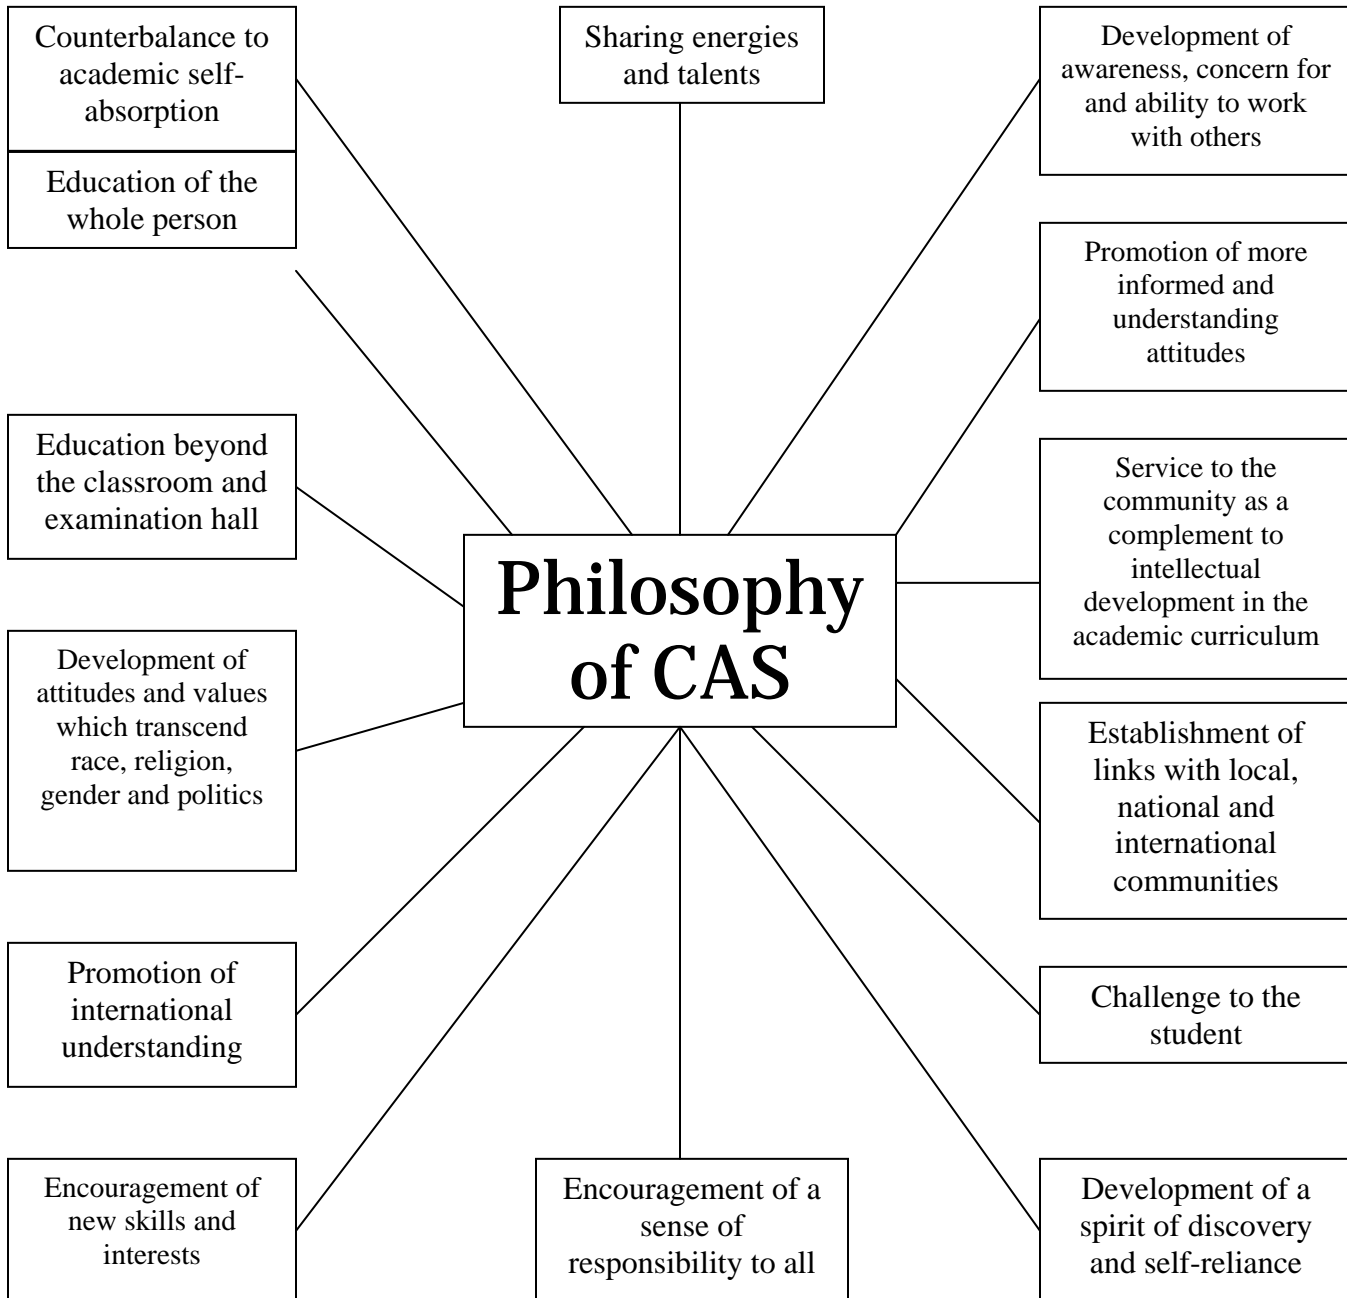 Counterbalance to
academic self-
absorption
Education of the
whole person
Sharing energies
and talents
Development of
awareness, concern for
and ability to work
with others
Promotion of more
informed and
understanding
attitudes
Education beyond
the classroom and
examination hall
Service to the
community as a
complement to
intellectual
development in the
academic curriculum
Philosophy
of CAS
Development of
attitudes and values
which transcend
race, religion,
gender and politics
Establishment of
links with local,
national and
international
communities
Promotion of
international
understanding
Challenge to the
student
Encouragement of
new skills and
interests
Encouragement of a
sense of
responsibility to all
Development of a
spirit of discovery
and self-reliance